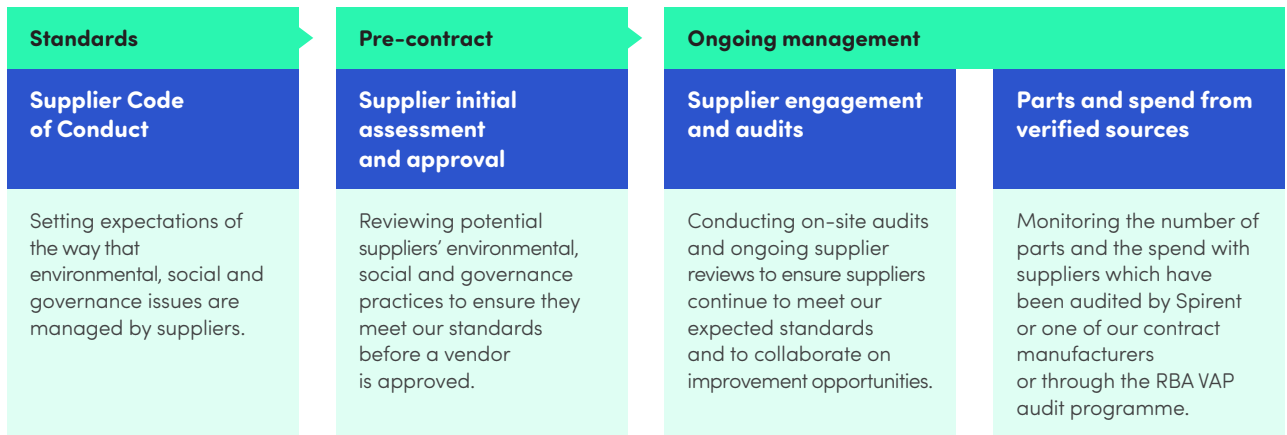 Standards
Supplier Code
of Conduct
Setting expectations of
the way that
environmental, social and
governance issues are
managed by suppliers.
Pre-contract
Supplier initial
assessment
and approval
Reviewing potential
suppliers’ environmental,
social and governance
practices to ensure they
meet our standards
before a vendor
is approved.
Ongoing management
Supplier engagement
and audits
Conducting on-site audits
and ongoing supplier
reviews to ensure suppliers
continue to meet our
expected standards
and to collaborate on
improvement opportunities.
Parts and spend from
verified sources
Monitoring the number of
parts and the spend with
suppliers which have
been audited by Spirent
or one of our contract
manufacturers
or through the RBA VAP
audit programme.